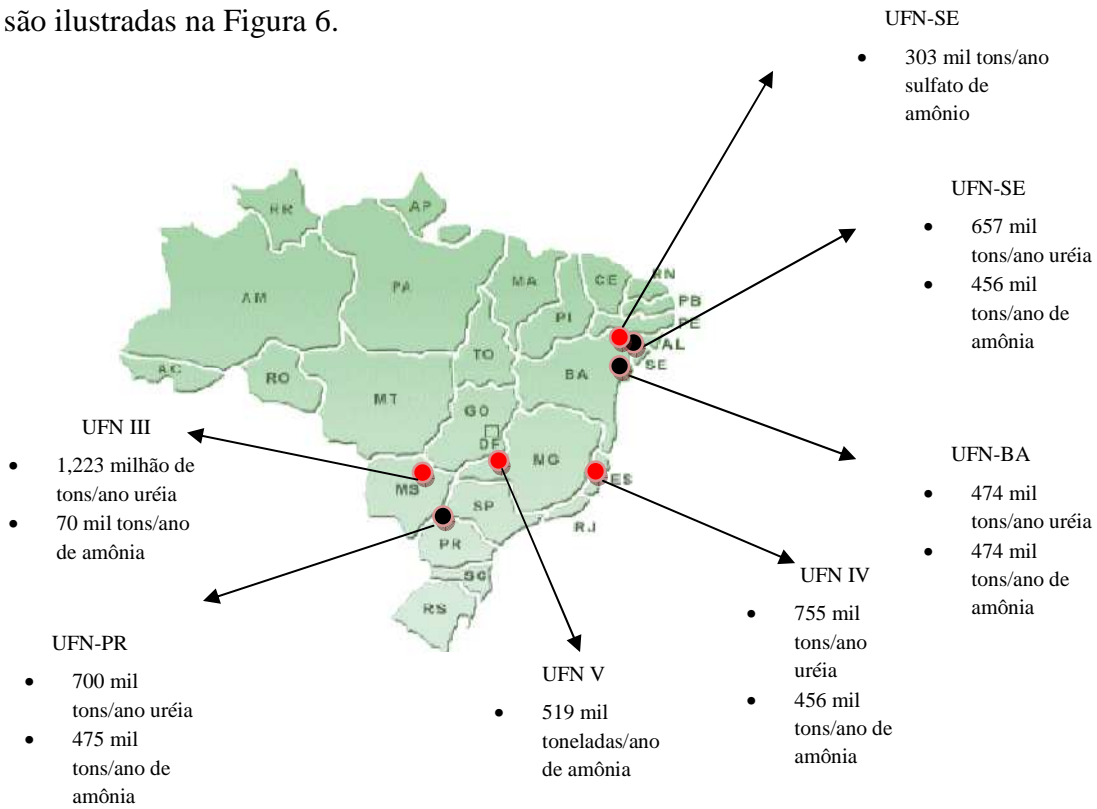 são ilustradas na Figura 6.
UFN-SE
• 303 mil tons/ano
sulfato de
amônio
UFN-SE
• 657 mil
tons/ano uréia
• 456 mil
tons/ano de
amônia
RR
AP
AM
PA
MA
CE
RN
PB
PE
PI
AL
SE
AC
RO
TO
BA
MT
GO
DF
MG
ES
MS
SP
RJ
PR
SC
RS
UFN III
• 1,223 milhão de
tons/ano uréia
• 70 mil tons/ano
de amônia
UFN-BA
• 474 mil
tons/ano uréia
• 474 mil
tons/ano de
amônia
UFN-PR
• 700 mil
tons/ano uréia
• 475 mil
tons/ano de
amônia
UFN V
• 519 mil
toneladas/ano
de amônia
UFN IV
• 755 mil
tons/ano
uréia
• 456 mil
tons/ano de
amônia